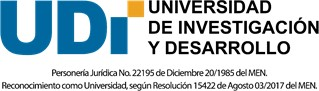 UDi
UNIVERSIDAD
DE INVESTIGACIÓN
Y DESARROLLO
Personería Jurídica No. 22195 de Diciembre 20/1985 del MEN.
Reconocimiento como Universidad, según Resolución 15422 de Agosto 03/2017 del MEN.